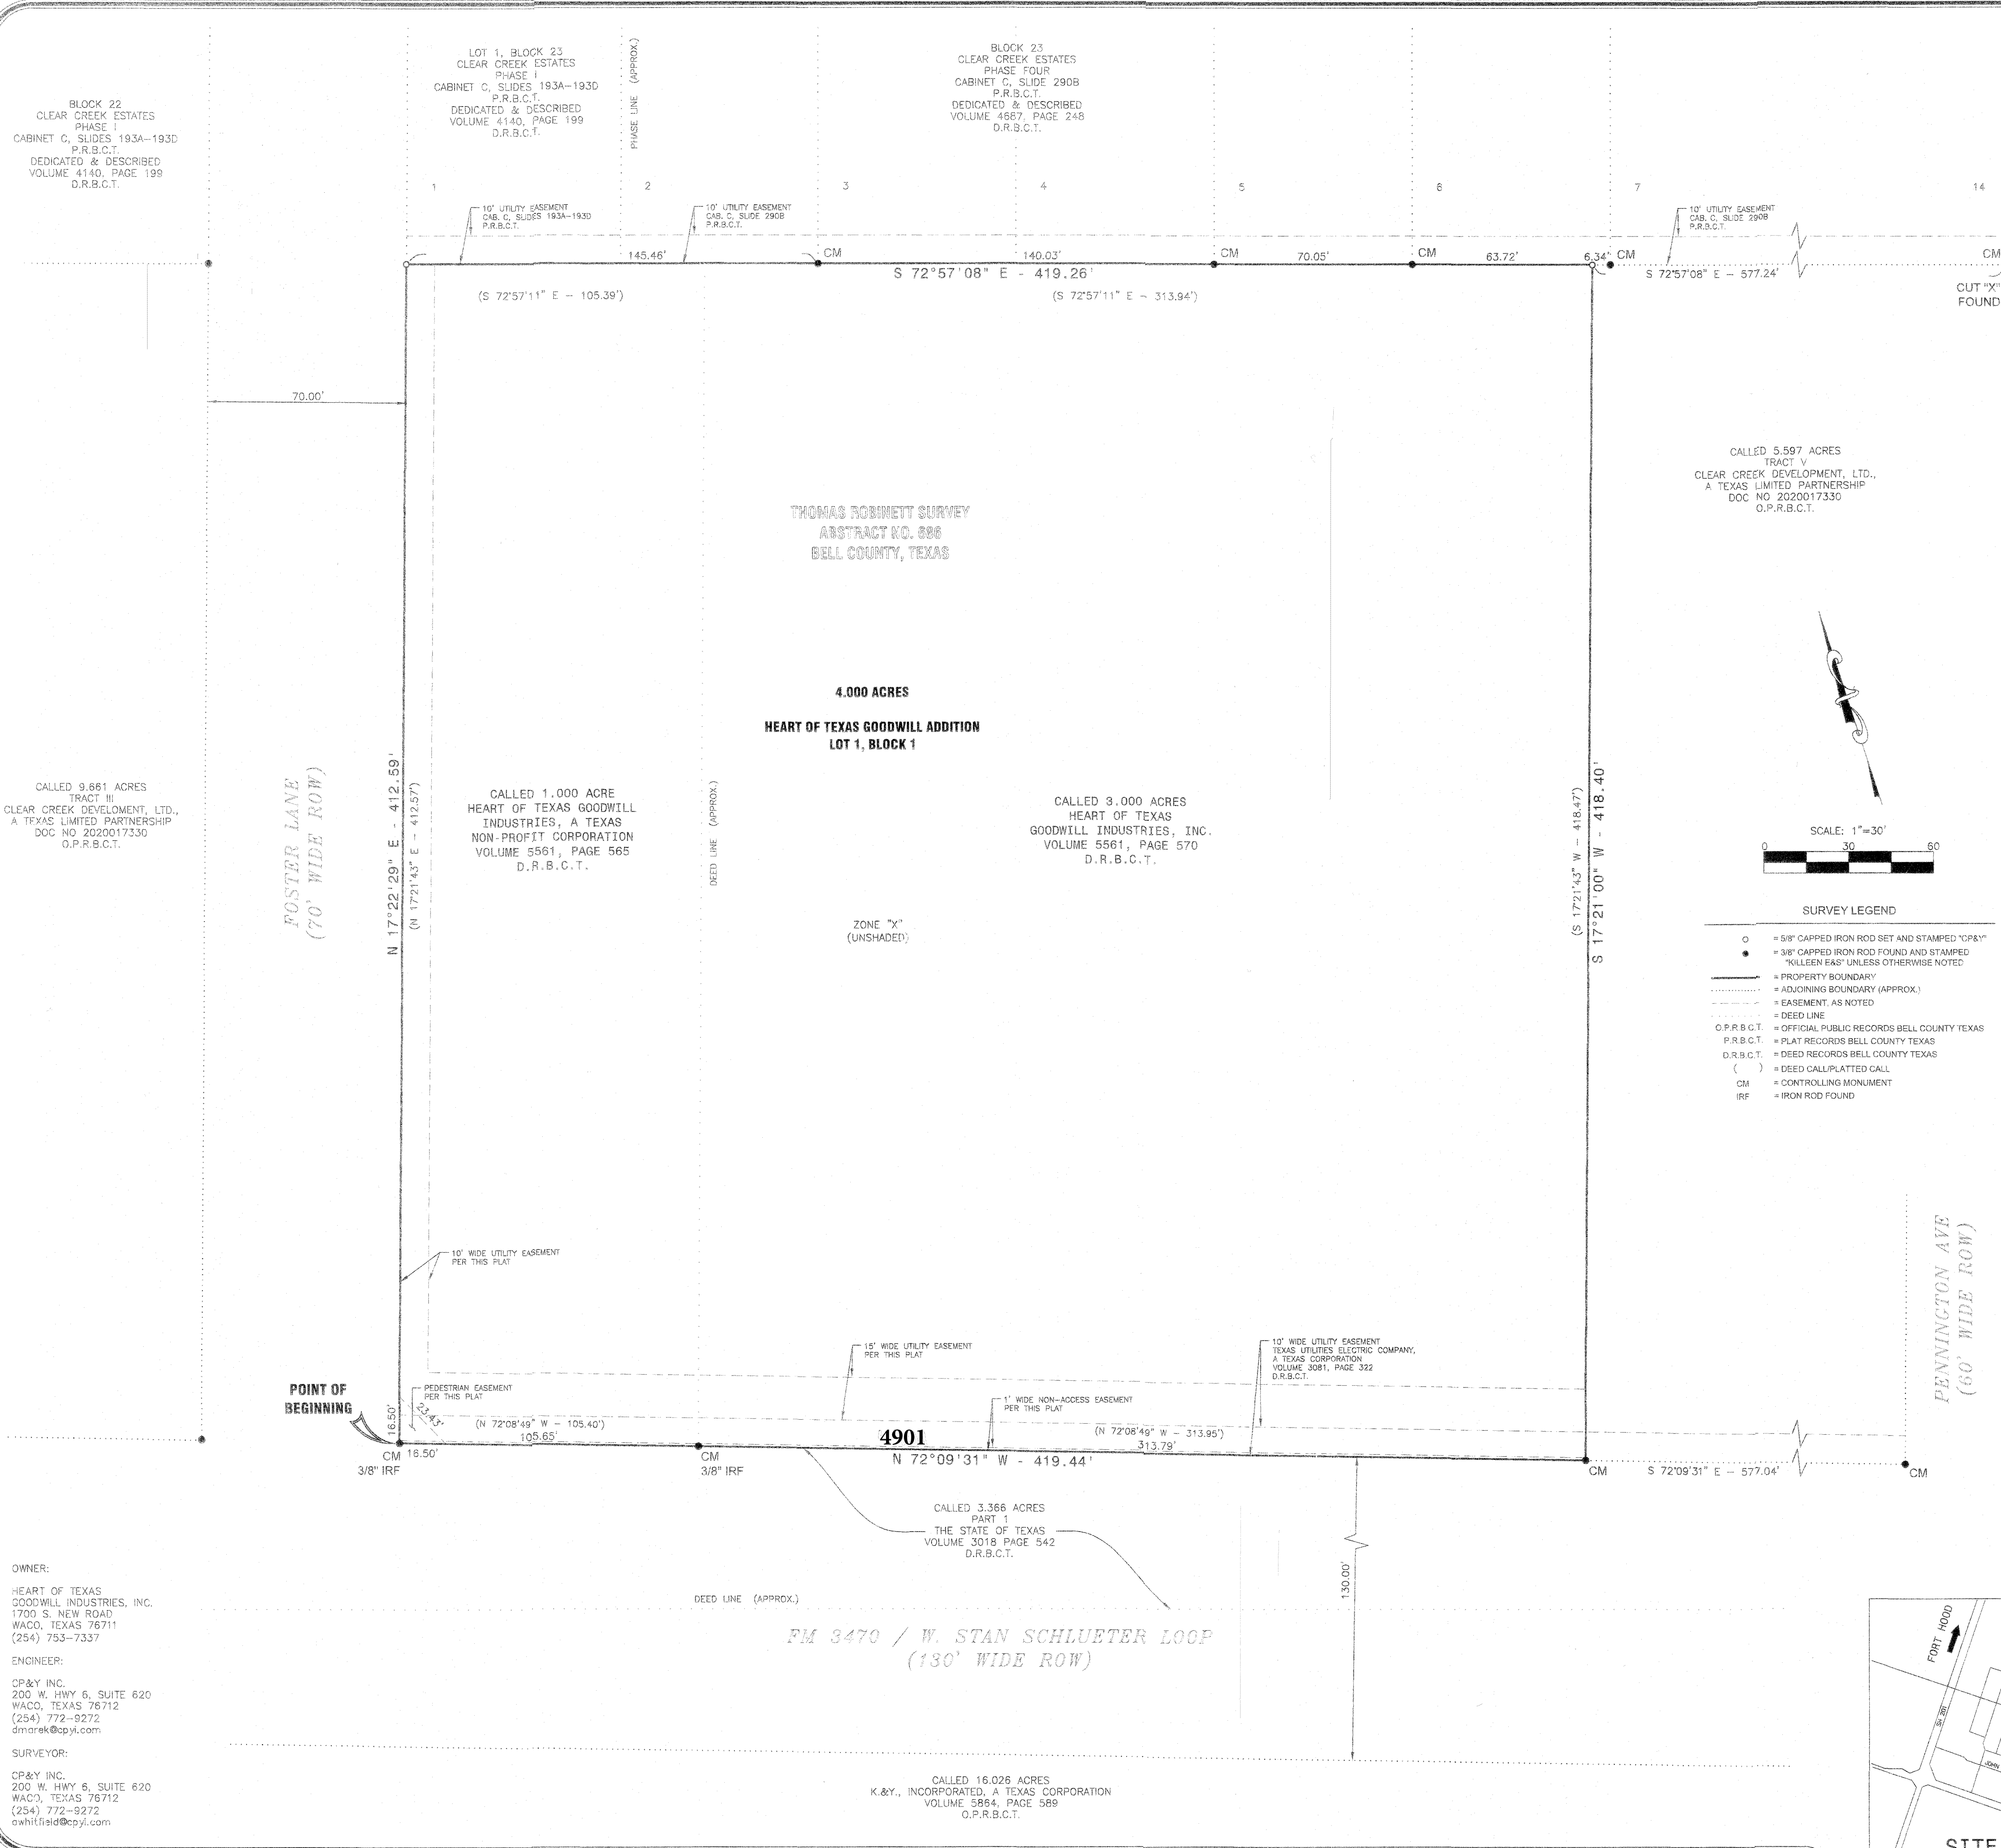 LOT 1, BLOCK 23
CLEAR CREEK ESTATES
PHASE I
CABINET C, SLIDES 193A-193D
P.R.B.C.T.
DEDICATED & DESCRIBED
VOLUME 4140, PAGE 199
D.R.B.C.T.
PHASE LINE (APPROX.)
BLOCK 23
CLEAR CREEK ESTATES
PHASE FOUR
CABINET C, SLIDE 290B
P.R.B.C.T.
DEDICATED & DESCRIBED
VOLUME 4687, PAGE 248
D.R.B.C.T.
BLOCK 22
CLEAR CREEK ESTATES
PHASE I
CABINET C, SLIDES 193A-193D
P.R.B.C.T.
DEDICATED & DESCRIBED
VOLUME 4140, PAGE 199
D.R.B.C.T.
1
2
3
4
5
6
7
14
10' UTILITY EASEMENT
CAB. C, SLIDES 193A-193D
P.R.B.C.T.
10' UTILITY EASEMENT
CAB. C, SLIDE 290B
P.R.B.C.T.
10' UTILITY EASEMENT
CAB. C, SLIDE 290B
P.R.B.C.T.
145.46'
CM
140.03'
CM
70.05'
CM
63.72'
6.34'
CM
CM
S 72°57'08" E - 419.26'
S 72°57'08" E - 577.24'
(S 72°57'11" E - 105.39')
(S 72°57'11" E - 313.94')
CUT "X"
FOUND
70.00'
CALLED 5.597 ACRES
TRACT V
CLEAR CREEK DEVELOPMENT, LTD.,
A TEXAS LIMITED PARTNERSHIP
DOC NO 2020017330
O.P.R.B.C.T.
THOMAS ROBINETT SURVEY
ABSTRACT NO. 686
BELL COUNTY, TEXAS
4.000 ACRES
HEART OF TEXAS GOODWILL ADDITION
LOT 1, BLOCK 1
CALLED 9.661 ACRES
TRACT III
CLEAR CREEK DEVELOMENT, LTD.,
A TEXAS LIMITED PARTNERSHIP
DOC NO 2020017330
O.P.R.B.C.T.
FOSTER LANE
(70' WIDE ROW)
N 17°22'29" E - 412.59'
(N 17°21'43" E - 412.57')
CALLED 1.000 ACRE
HEART OF TEXAS GOODWILL
INDUSTRIES, A TEXAS
NON-PROFIT CORPORATION
VOLUME 5561, PAGE 565
D.R.B.C.T.
DEED LINE (APPROX.)
CALLED 3.000 ACRES
HEART OF TEXAS
GOODWILL INDUSTRIES, INC.
VOLUME 5561, PAGE 570
D.R.B.C.T.
ZONE "X"
(UNSHADED)
(S 17°21'43" W - 418.47')
S 17°21'00" W - 418.40'
SCALE: 1"=30'
0 30 60
SURVEY LEGEND
= 5/8" CAPPED IRON ROD SET AND STAMPED "CP&Y"
= 3/8" CAPPED IRON ROD FOUND AND STAMPED
"KILLEEN E&S" UNLESS OTHERWISE NOTED
= PROPERTY BOUNDARY
= ADJOINING BOUNDARY (APPROX.)
= EASEMENT, AS NOTED
= DEED LINE
O.P.R.B.C.T. = OFFICIAL PUBLIC RECORDS BELL COUNTY TEXAS
P.R.B.C.T. = PLAT RECORDS BELL COUNTY TEXAS
D.R.B.C.T. = DEED RECORDS BELL COUNTY TEXAS
( ) = DEED CALL/PLATTED CALL
CM = CONTROLLING MONUMENT
IRF = IRON ROD FOUND
PENNINGTON AVE
(60' WIDE ROW)
10' WIDE UTILITY EASEMENT
PER THIS PLAT
15' WIDE UTILITY EASEMENT
PER THIS PLAT
10' WIDE UTILITY EASEMENT
TEXAS UTILITIES ELECTRIC COMPANY,
A TEXAS CORPORATION
VOLUME 3081, PAGE 322
D.R.B.C.T.
POINT OF
BEGINNING
PEDESTRIAN EASEMENT
PER THIS PLAT
1' WIDE NON-ACCESS EASEMENT
PER THIS PLAT
16.50'
23.43'
(N 72°08'49" W - 105.40')
105.65'
4901
(N 72°08'49" W - 313.95')
313.79'
CM
3/8" IRF
16.50'
CM
3/8" IRF
N 72°09'31" W - 419.44'
CM
S 72°09'31" E - 577.04'
CM
CALLED 3.366 ACRES
PART 1
THE STATE OF TEXAS
VOLUME 3018 PAGE 542
D.R.B.C.T.
130.00'
DEED LINE (APPROX.)
FM 3470 / W. STAN SCHLUETER LOOP
(130' WIDE ROW)
CALLED 16.026 ACRES
K.&Y., INCORPORATED, A TEXAS CORPORATION
VOLUME 5864, PAGE 589
O.P.R.B.C.T.
OWNER:
HEART OF TEXAS
GOODWILL INDUSTRIES, INC.
1700 S. NEW ROAD
WACO, TEXAS 76711
(254) 753-7337
ENGINEER:
CP&Y INC.
200 W. HWY 6, SUITE 620
WACO, TEXAS 76712
(254) 772-9272
dmarek@cpyi.com
SURVEYOR:
CP&Y INC.
200 W. HWY 6, SUITE 620
WACO, TEXAS 76712
(254) 772-9272
awhitfield@cpyi.com
FORT HOOD
SH 201
JOHN
SITE